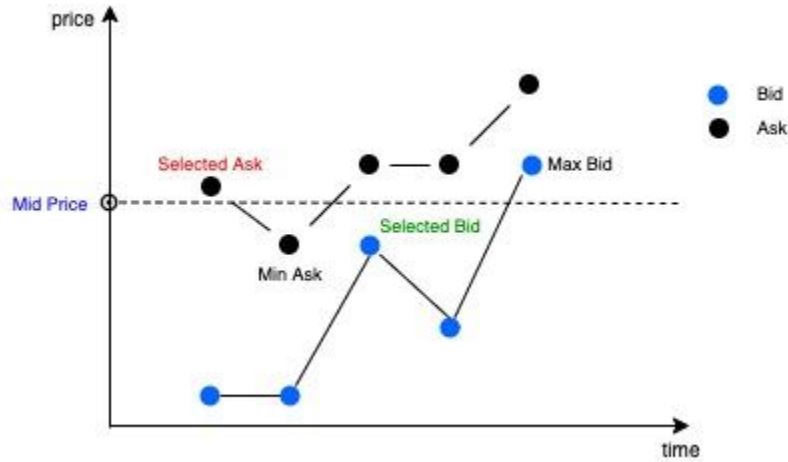 price
Bid
Ask
Selected Ask
Max Bid
Mid Price
Selected Bid
Min Ask
time